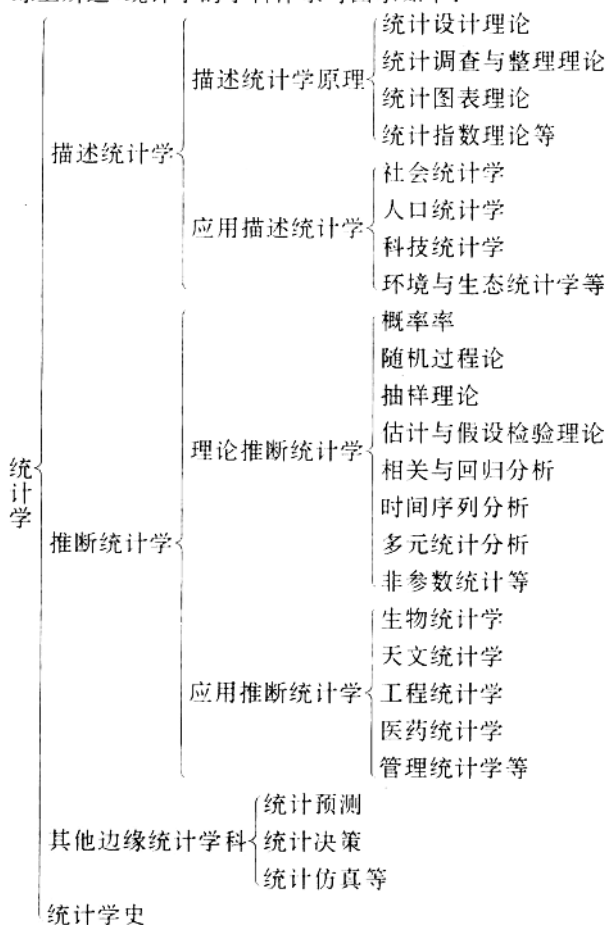 统计学
描述统计学
描述统计学原理
统计设计理论
统计调查与整理理论
统计图表理论
统计指数理论等
应用描述统计学
社会统计学
人口统计学
科技统计学
环境与生态统计学等
推断统计学
理论推断统计学
概率率
随机过程论
抽样理论
估计与假设检验理论
相关与回归分析
时间序列分析
多元统计分析
非参数统计等
应用推断统计学
生物统计学
天文统计学
工程统计学
医药统计学
管理统计学等
其他边缘统计学科
统计预测
统计决策
统计仿真等
统计学史